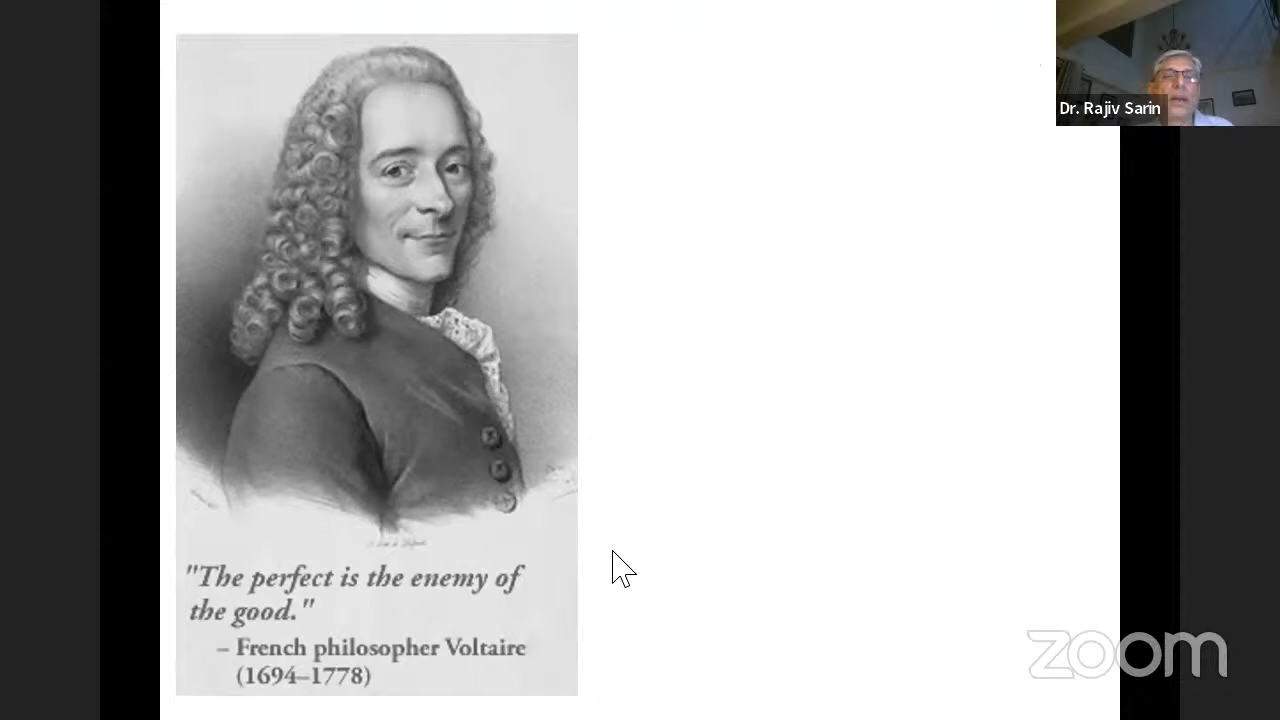 Dr. Rajiv Sarin
"The perfect is the enemy of
the good."
– French philosopher Voltaire
(1694–1778)
zoom